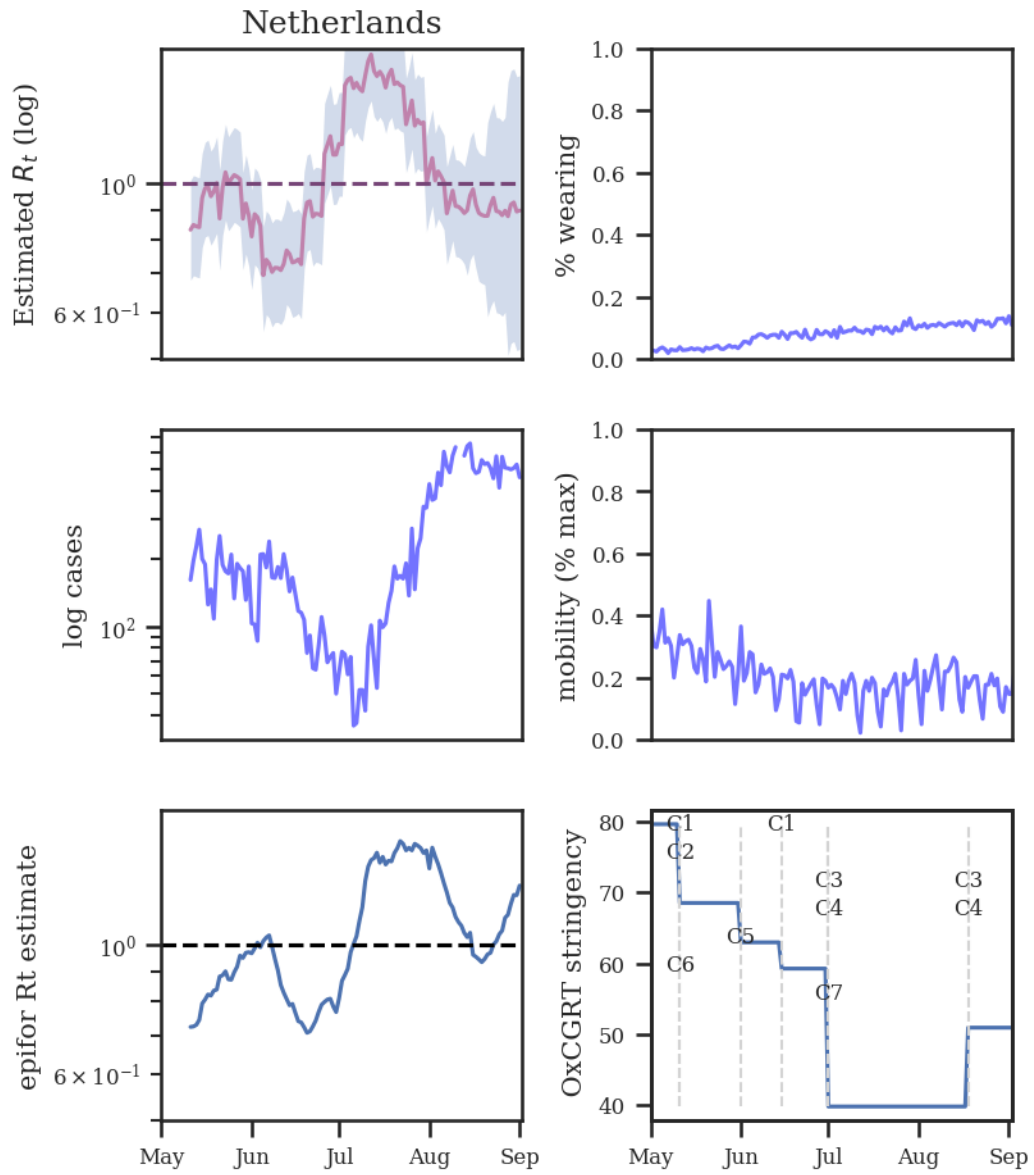 Netherlands
Estimated R_t (log)
10^0
6 × 10^-1
% wearing
1.0
0.8
0.6
0.4
0.2
0.0
log cases
10^2
mobility (% max)
1.0
0.8
0.6
0.4
0.2
0.0
epifor Rt estimate
10^0
6 × 10^-1
May Jun Jul Aug Sep
OxCGRT stringency
80
70
60
50
40
C1
C2
C6
C5
C1
C3
C4
C7
C3
C4
May Jun Jul Aug Sep